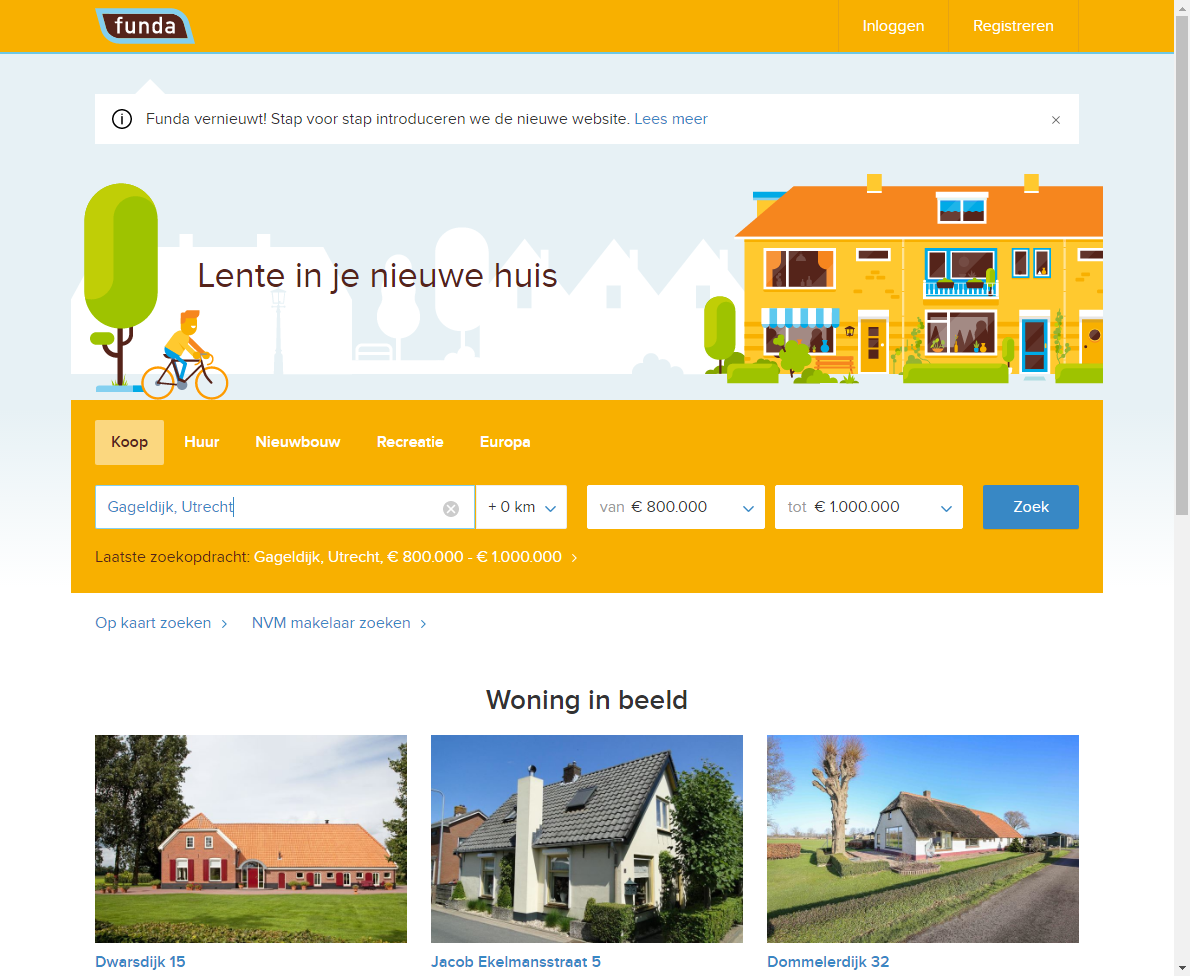 funda
Inloggen Registreren
Funda vernieuwt! Stap voor stap introduceren we de nieuwe website. Lees meer
Lente in je nieuwe huis
Koop Huur Nieuwbouw Recreatie Europa
Gageldijk, Utrecht + 0 km van € 800.000 tot € 1.000.000 Zoek
Laatste zoekopdracht: Gageldijk, Utrecht, € 800.000 - € 1.000.000
Op kaart zoeken NVM makelaar zoeken
Woning in beeld
Dwarsdijk 15 Jacob Ekelmansstraat 5 Dommelerdijk 32